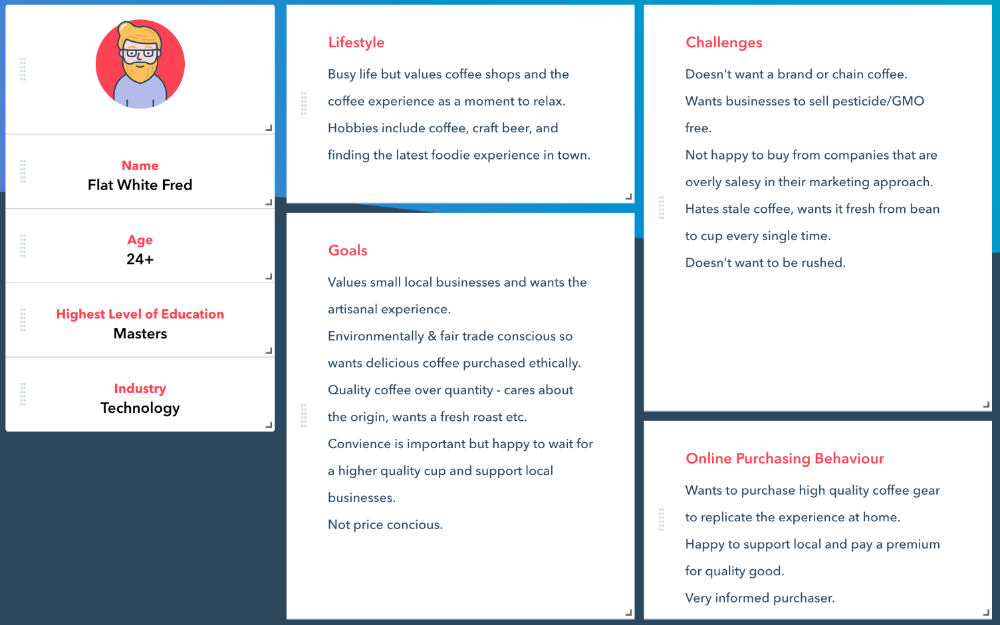 Name
Flat White Fred
Age
24+
Highest Level of Education
Masters
Industry
Technology
Lifestyle
Busy life but values coffee shops and the
coffee experience as a moment to relax.
Hobbies include coffee, craft beer, and
finding the latest foodie experience in town.
Goals
Values small local businesses and wants the
artisanal experience.
Environmentally & fair trade conscious so
wants delicious coffee purchased ethically.
Quality coffee over quantity - cares about
the origin, wants a fresh roast etc.
Convience is important but happy to wait for
a higher quality cup and support local
businesses.
Not price concious.
Challenges
Doesn't want a brand or chain coffee.
Wants businesses to sell pesticide/GMO
free.
Not happy to buy from companies that are
overly salesy in their marketing approach.
Hates stale coffee, wants it fresh from bean
to cup every single time.
Doesn't want to be rushed.
Online Purchasing Behaviour
Wants to purchase high quality coffee gear
to replicate the experience at home.
Happy to support local and pay a premium
for quality good.
Very informed purchaser.